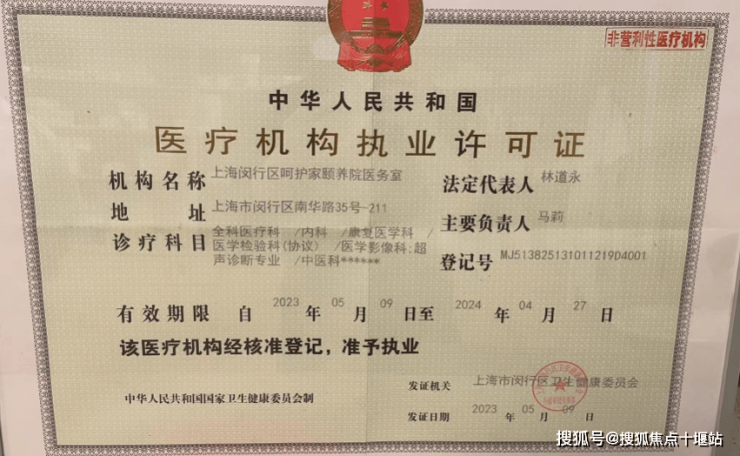 非营利性医疗机构
中华人民共和国
医疗机构执业许可证
机构名称 上海闵行区呵护家颐养院医务室
法定代表人 林道永
地址 上海市闵行区南华路35号-211
主要负责人 马莉
诊疗科目 全科医疗科 /内科 /康复医学科 /
医学检验科(协议) /医学影像科;超
声诊断专业 /中医科******
登记号 MJ513825131011219D4001
有效期限 自 2023 年 05 月 09 日至 2024 年 04 月 27 日
该医疗机构经核准登记，准予执业
中华人民共和国国家卫生健康委员会制
发证机关 上海市闵行区卫生健康委员会
发证日期 2023 年 05 月 09 日
搜狐号@搜狐焦点十堰站